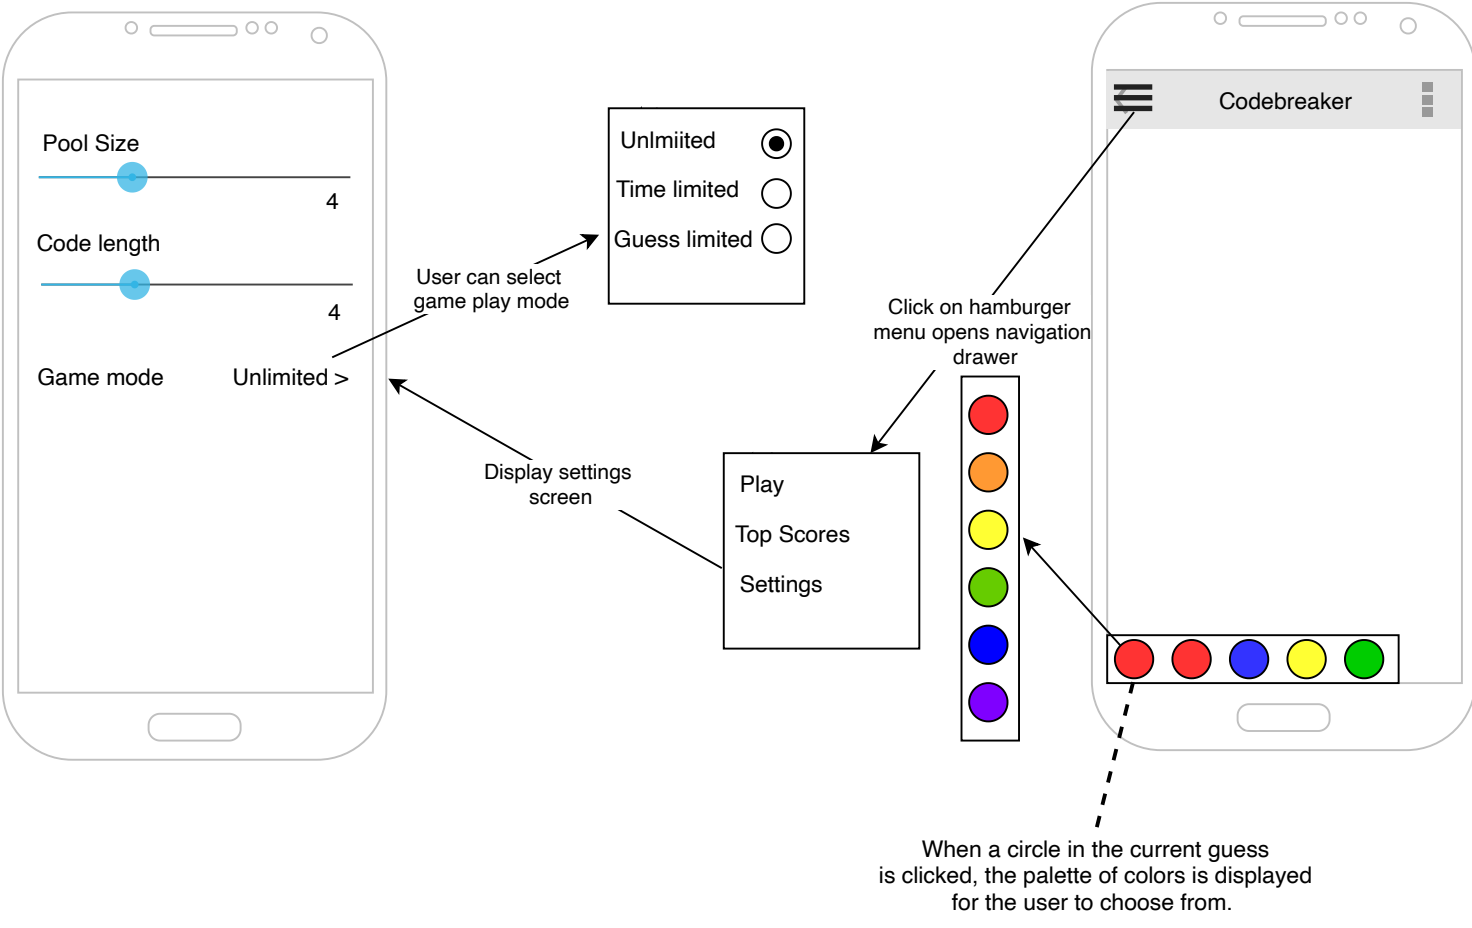 Pool Size
4
Code length
4
Game mode Unlimited >
User can select
game play mode
Unlmiited
Time limited
Guess limited
Display settings
screen
Play
Top Scores
Settings
Click on hamburger
menu opens navigation
drawer
Codebreaker
When a circle in the current guess
is clicked, the palette of colors is displayed
for the user to choose from.